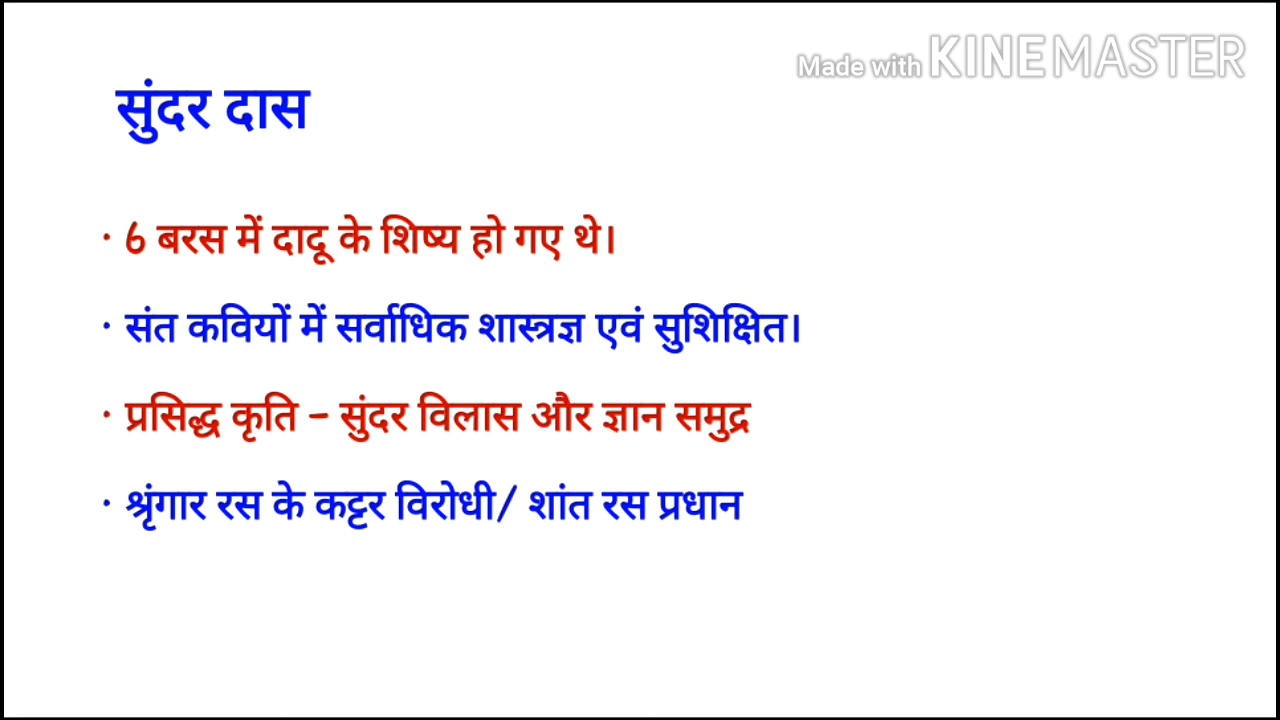 Made with KINEMASTER
सुंदर दास
· 6 बरस में दादू के शिष्य हो गए थे।
· संत कवियों में सर्वाधिक शास्त्रज्ञ एवं सुशिक्षित।
· प्रसिद्ध कृति – सुंदर विलास और ज्ञान समुद्र
· श्रृंगार रस के कट्टर विरोधी/ शांत रस प्रधान